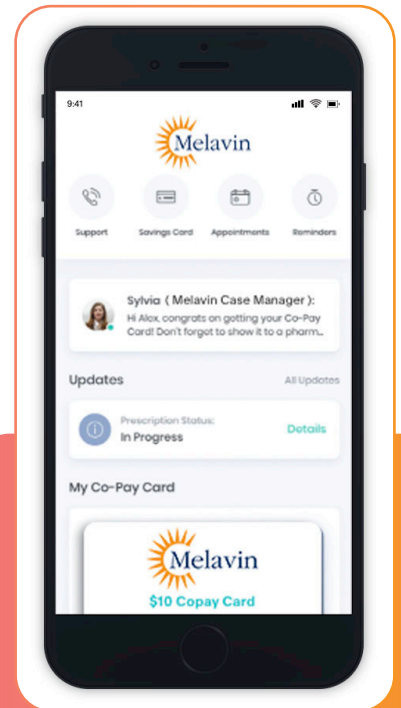 9:41
Melavin
Support
Savings Card
Appointments
Reminders
Sylvia ( Melavin Case Manager ):
Hi Alex, congrats on getting your Co-Pay
Card! Don't forget to show it to a pharm...
Updates
All Updates
Prescription Status:
In Progress
Details
My Co-Pay Card
Melavin
$10 Copay Card